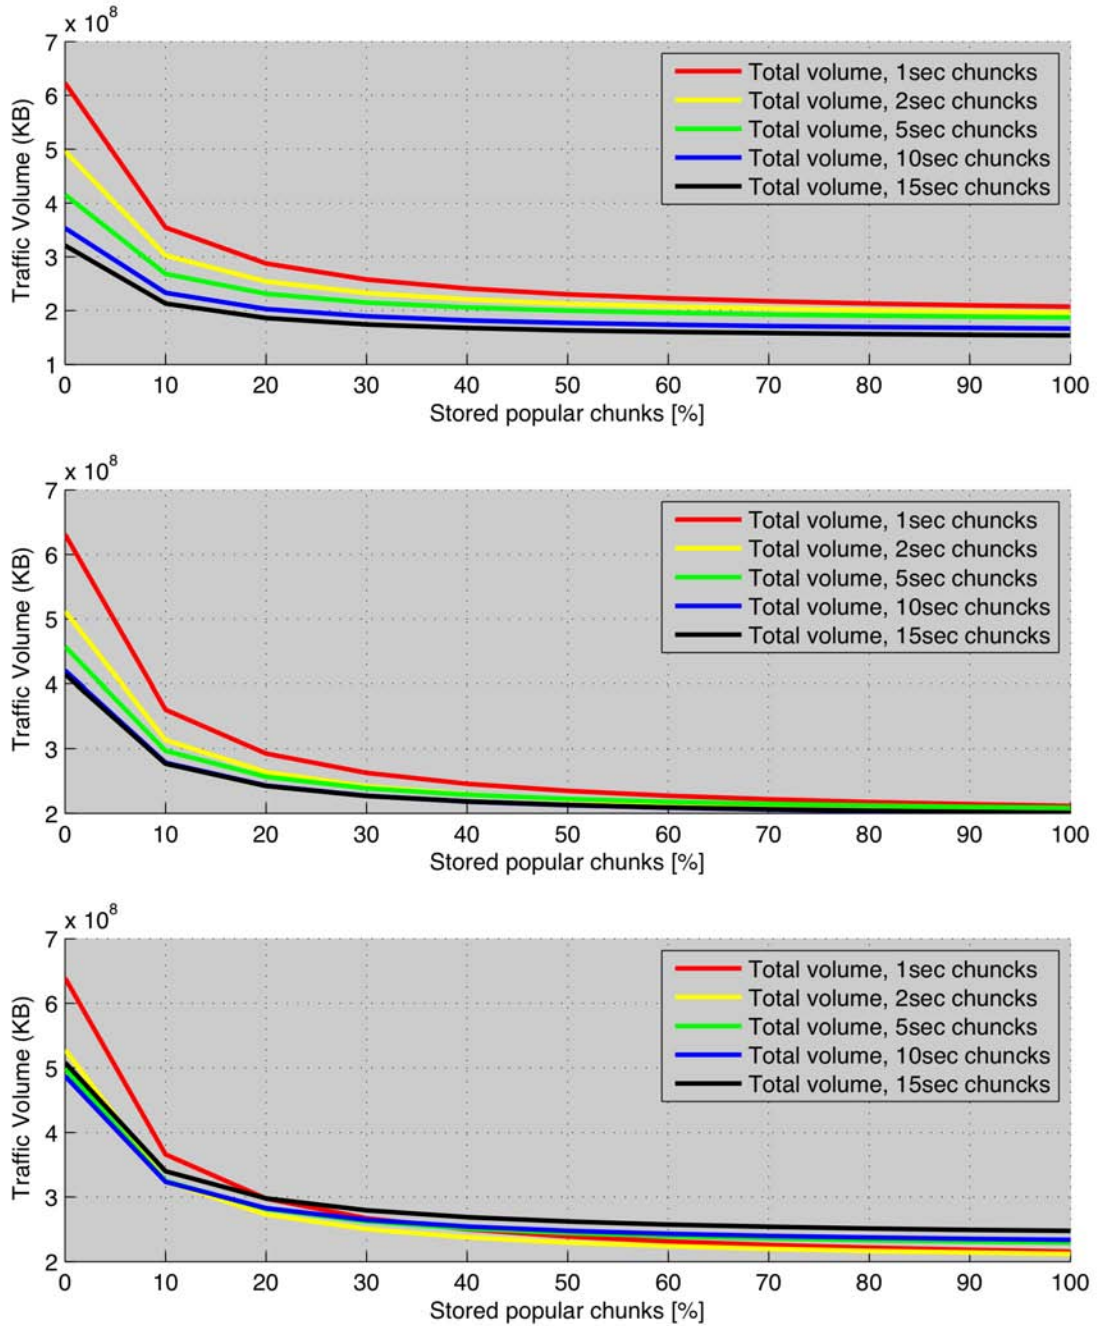 x 10⁸
7
6
5
4
3
2
1
Traffic Volume (KB)
Total volume, 1sec chuncks
Total volume, 2sec chuncks
Total volume, 5sec chuncks
Total volume, 10sec chuncks
Total volume, 15sec chuncks
0 10 20 30 40 50 60 70 80 90 100
Stored popular chunks [%]
x 10⁸
7
6
5
4
3
2
Traffic Volume (KB)
Total volume, 1sec chuncks
Total volume, 2sec chuncks
Total volume, 5sec chuncks
Total volume, 10sec chuncks
Total volume, 15sec chuncks
0 10 20 30 40 50 60 70 80 90 100
Stored popular chunks [%]
x 10⁸
7
6
5
4
3
2
Traffic Volume (KB)
Total volume, 1sec chuncks
Total volume, 2sec chuncks
Total volume, 5sec chuncks
Total volume, 10sec chuncks
Total volume, 15sec chuncks
0 10 20 30 40 50 60 70 80 90 100
Stored popular chunks [%]